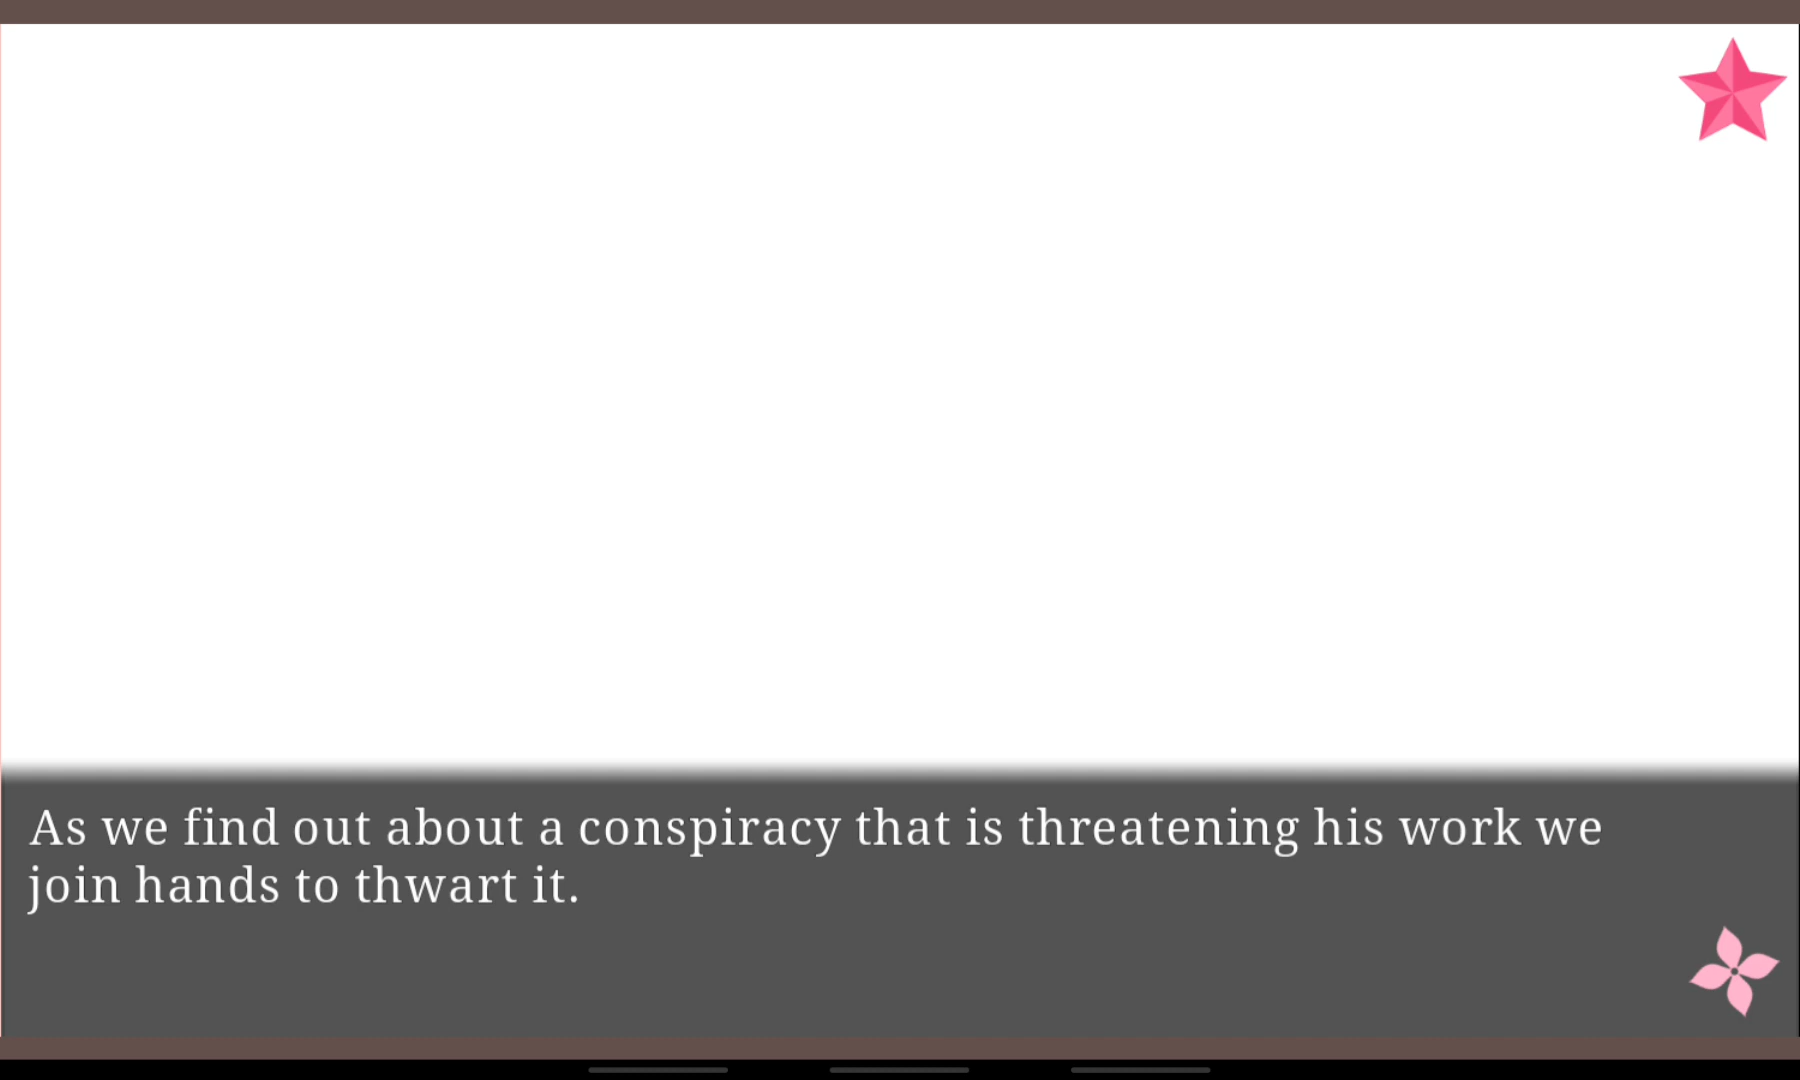 As we find out about a conspiracy that is threatening his work we
join hands to thwart it.